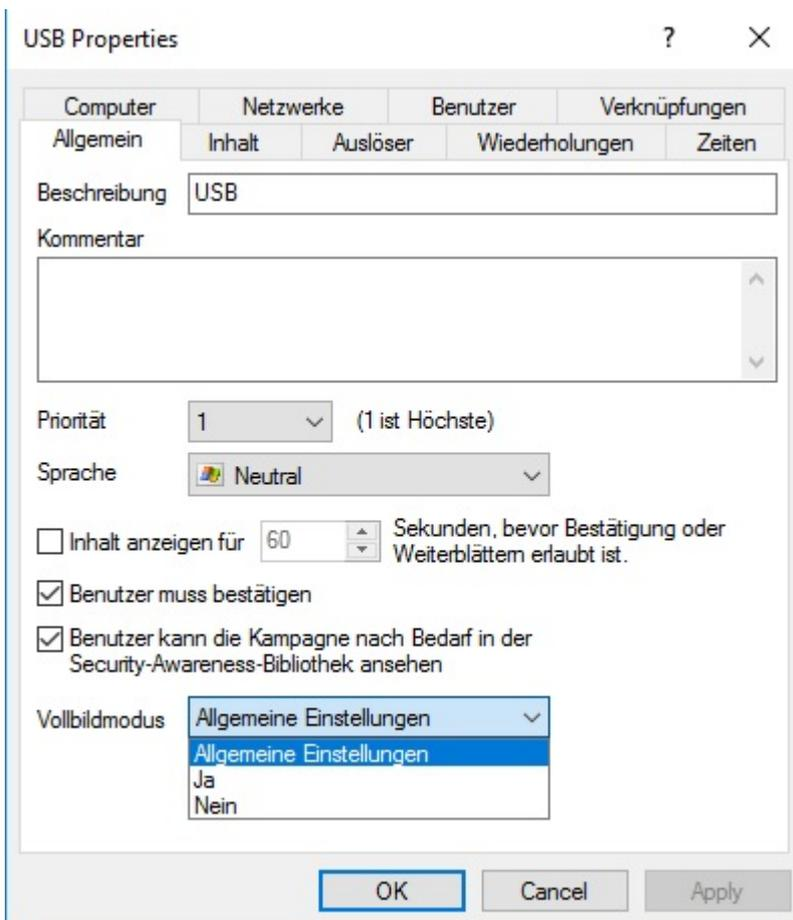 USB Properties ? ×
Computer Netzwerke Benutzer Verknüpfungen
Allgemein Inhalt Auslöser Wiederholungen Zeiten
Beschreibung USB
Kommentar
Priorität 1 (1 ist Höchste)
Sprache Neutral
Inhalt anzeigen für 60 Sekunden, bevor Bestätigung oder
Weiterblättern erlaubt ist.
Benutzer muss bestätigen
Benutzer kann die Kampagne nach Bedarf in der
Security-Awareness-Bibliothek ansehen
Vollbildmodus Allgemeine Einstellungen
Allgemeine Einstellungen
Ja
Nein
OK Cancel Apply